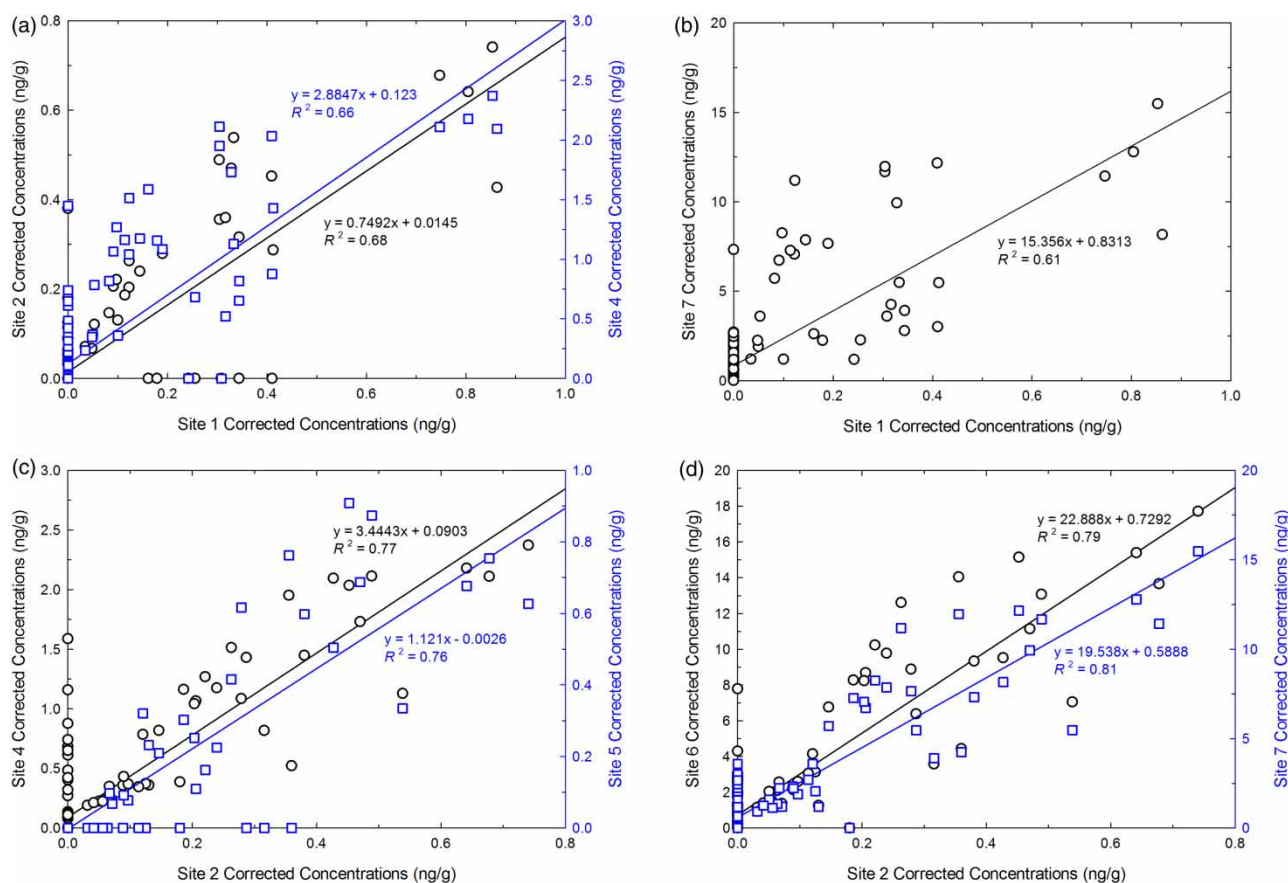 (a)
0.8
0.6
0.4
0.2
0.0
Site 2 Corrected Concentrations (ng/g)
3.0
2.5
2.0
1.5
1.0
0.5
0.0
Site 4 Corrected Concentrations (ng/g)
y = 2.8847x + 0.123
R² = 0.66
y = 0.7492x + 0.0145
R² = 0.68
0.0 0.2 0.4 0.6 0.8 1.0
Site 1 Corrected Concentrations (ng/g)
(b)
20
15
10
5
0
Site 7 Corrected Concentrations (ng/g)
y = 15.356x + 0.8313
R² = 0.61
0.0 0.2 0.4 0.6 0.8 1.0
Site 1 Corrected Concentrations (ng/g)
(c)
3.0
2.5
2.0
1.5
1.0
0.5
0.0
Site 4 Corrected Concentrations (ng/g)
1.0
0.8
0.6
0.4
0.2
0.0
Site 5 Corrected Concentrations (ng/g)
y = 3.4443x + 0.0903
R² = 0.77
y = 1.121x - 0.0026
R² = 0.76
0.0 0.2 0.4 0.6 0.8
Site 2 Corrected Concentrations (ng/g)
(d)
20
18
16
14
12
10
8
6
4
2
0
Site 6 Corrected Concentrations (ng/g)
20
15
10
5
0
Site 7 Corrected Concentrations (ng/g)
y = 22.888x + 0.7292
R² = 0.79
y = 19.538x + 0.5888
R² = 0.81
0.0 0.2 0.4 0.6 0.8
Site 2 Corrected Concentrations (ng/g)